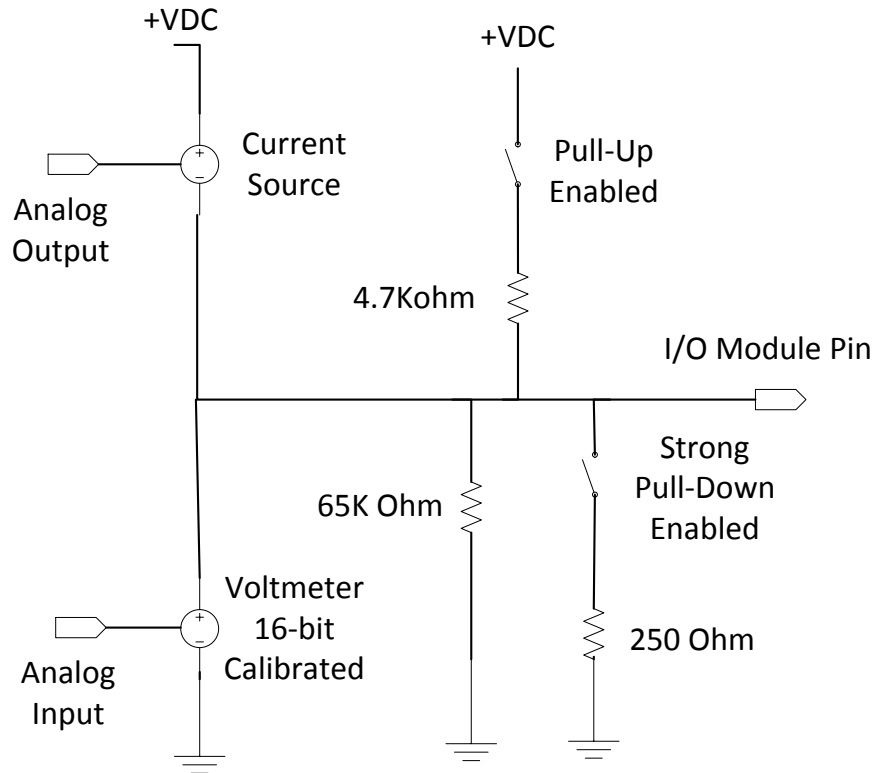 +VDC
+VDC
Current
Source
Pull-Up
Enabled
Analog
Output
4.7Kohm
I/O Module Pin
65K Ohm
Strong
Pull-Down
Enabled
Voltmeter
16-bit
Calibrated
250 Ohm
Analog
Input